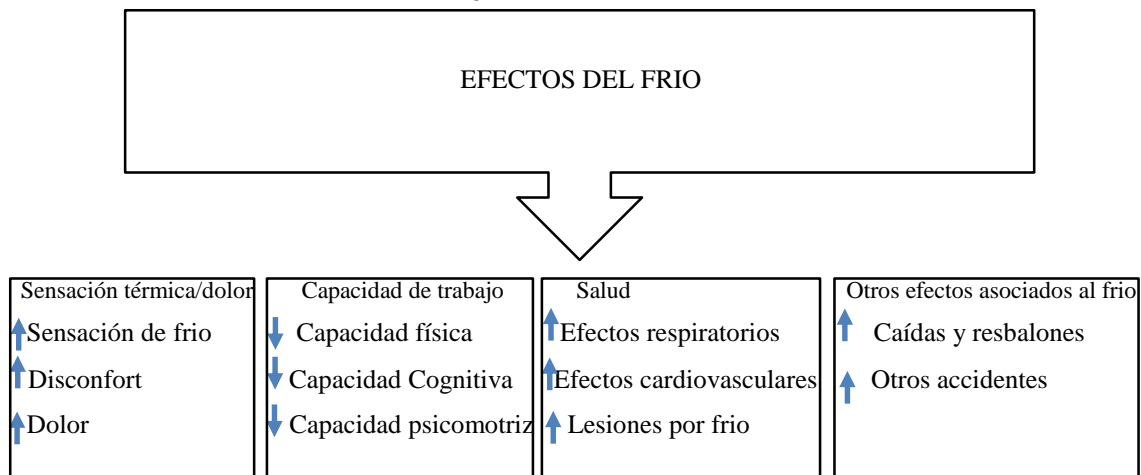 EFECTOS DEL FRIO
Sensación térmica/dolor
Sensación de frio
Disconfort
Dolor
Capacidad de trabajo
Capacidad física
Capacidad Cognitiva
Capacidad psicomotriz
Salud
Efectos respiratorios
Efectos cardiovasculares
Lesiones por frio
Otros efectos asociados al frio
Caídas y resbalones
Otros accidentes